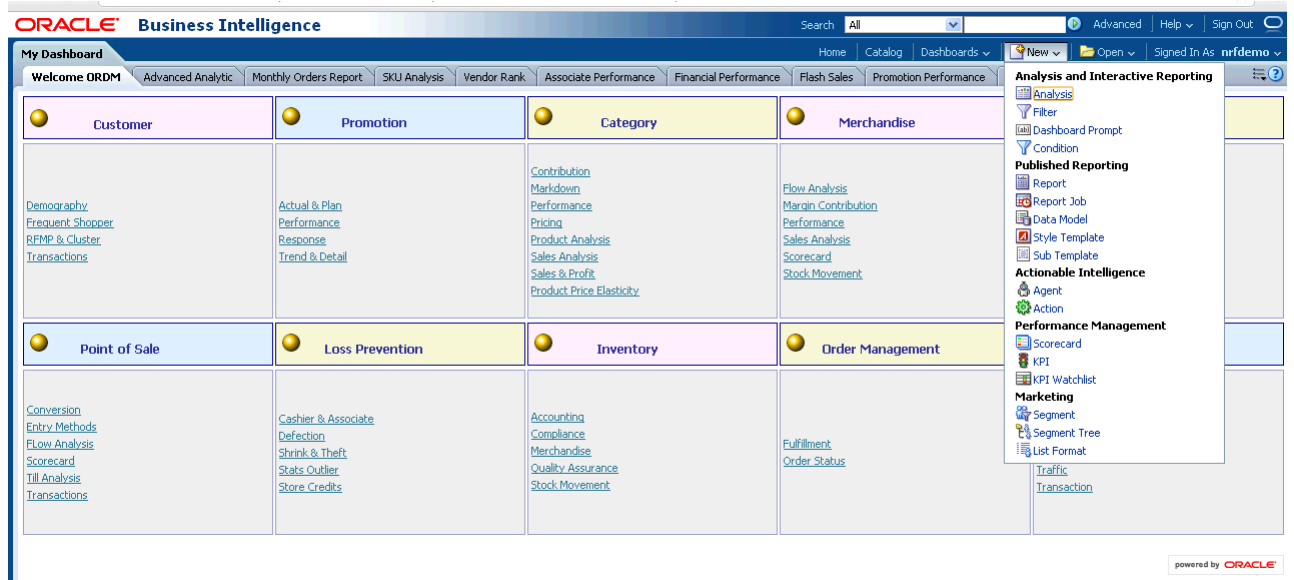 ORACLE Business Intelligence
Search All Advanced Help Sign Out
My Dashboard
Home Catalog Dashboards New Open Signed In As nrfdemo
Welcome ORDM Advanced Analytic Monthly Orders Report SKU Analysis Vendor Rank Associate Performance Financial Performance Flash Sales Promotion Performance
Customer
Promotion
Category
Merchandise
Demography
Frequent Shopper
RFMP & Cluster
Transactions
Actual & Plan
Performance
Response
Trend & Detail
Contribution
Markdown
Performance
Pricing
Product Analysis
Sales Analysis
Sales & Profit
Product Price Elasticity
Flow Analysis
Margin Contribution
Performance
Sales Analysis
Scorecard
Stock Movement
Point of Sale
Loss Prevention
Inventory
Order Management
Conversion
Entry Methods
FLow Analysis
Scorecard
Till Analysis
Transactions
Cashier & Associate
Defection
Shrink & Theft
Stats Outlier
Store Credits
Accounting
Compliance
Merchandise
Quality Assurance
Stock Movement
Fulfillment
Order Status
Analysis and Interactive Reporting
Analysis
Filter
Dashboard Prompt
Condition
Published Reporting
Report
Report Job
Data Model
Style Template
Sub Template
Actionable Intelligence
Agent
Action
Performance Management
Scorecard
KPI
KPI Watchlist
Marketing
Segment
Segment Tree
List Format
Traffic
Transaction
powered by ORACLE